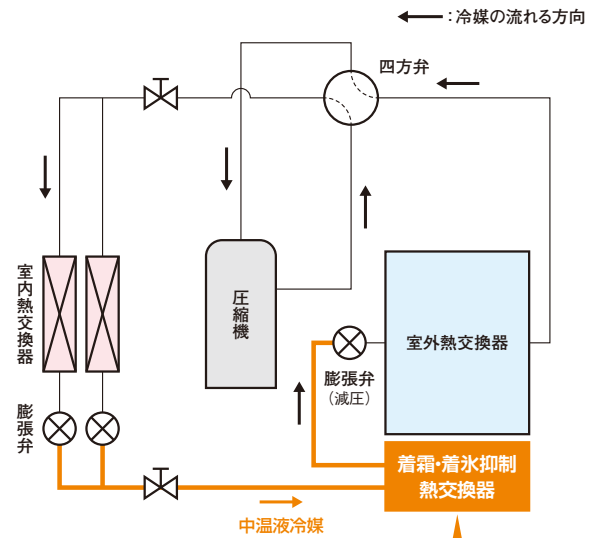 ：冷媒の流れる方向
四方弁
室内熱交換器
圧縮機
室外熱交換器
膨張弁
（減圧）
膨張弁
着霜・着氷抑制
熱交換器
中温液冷媒